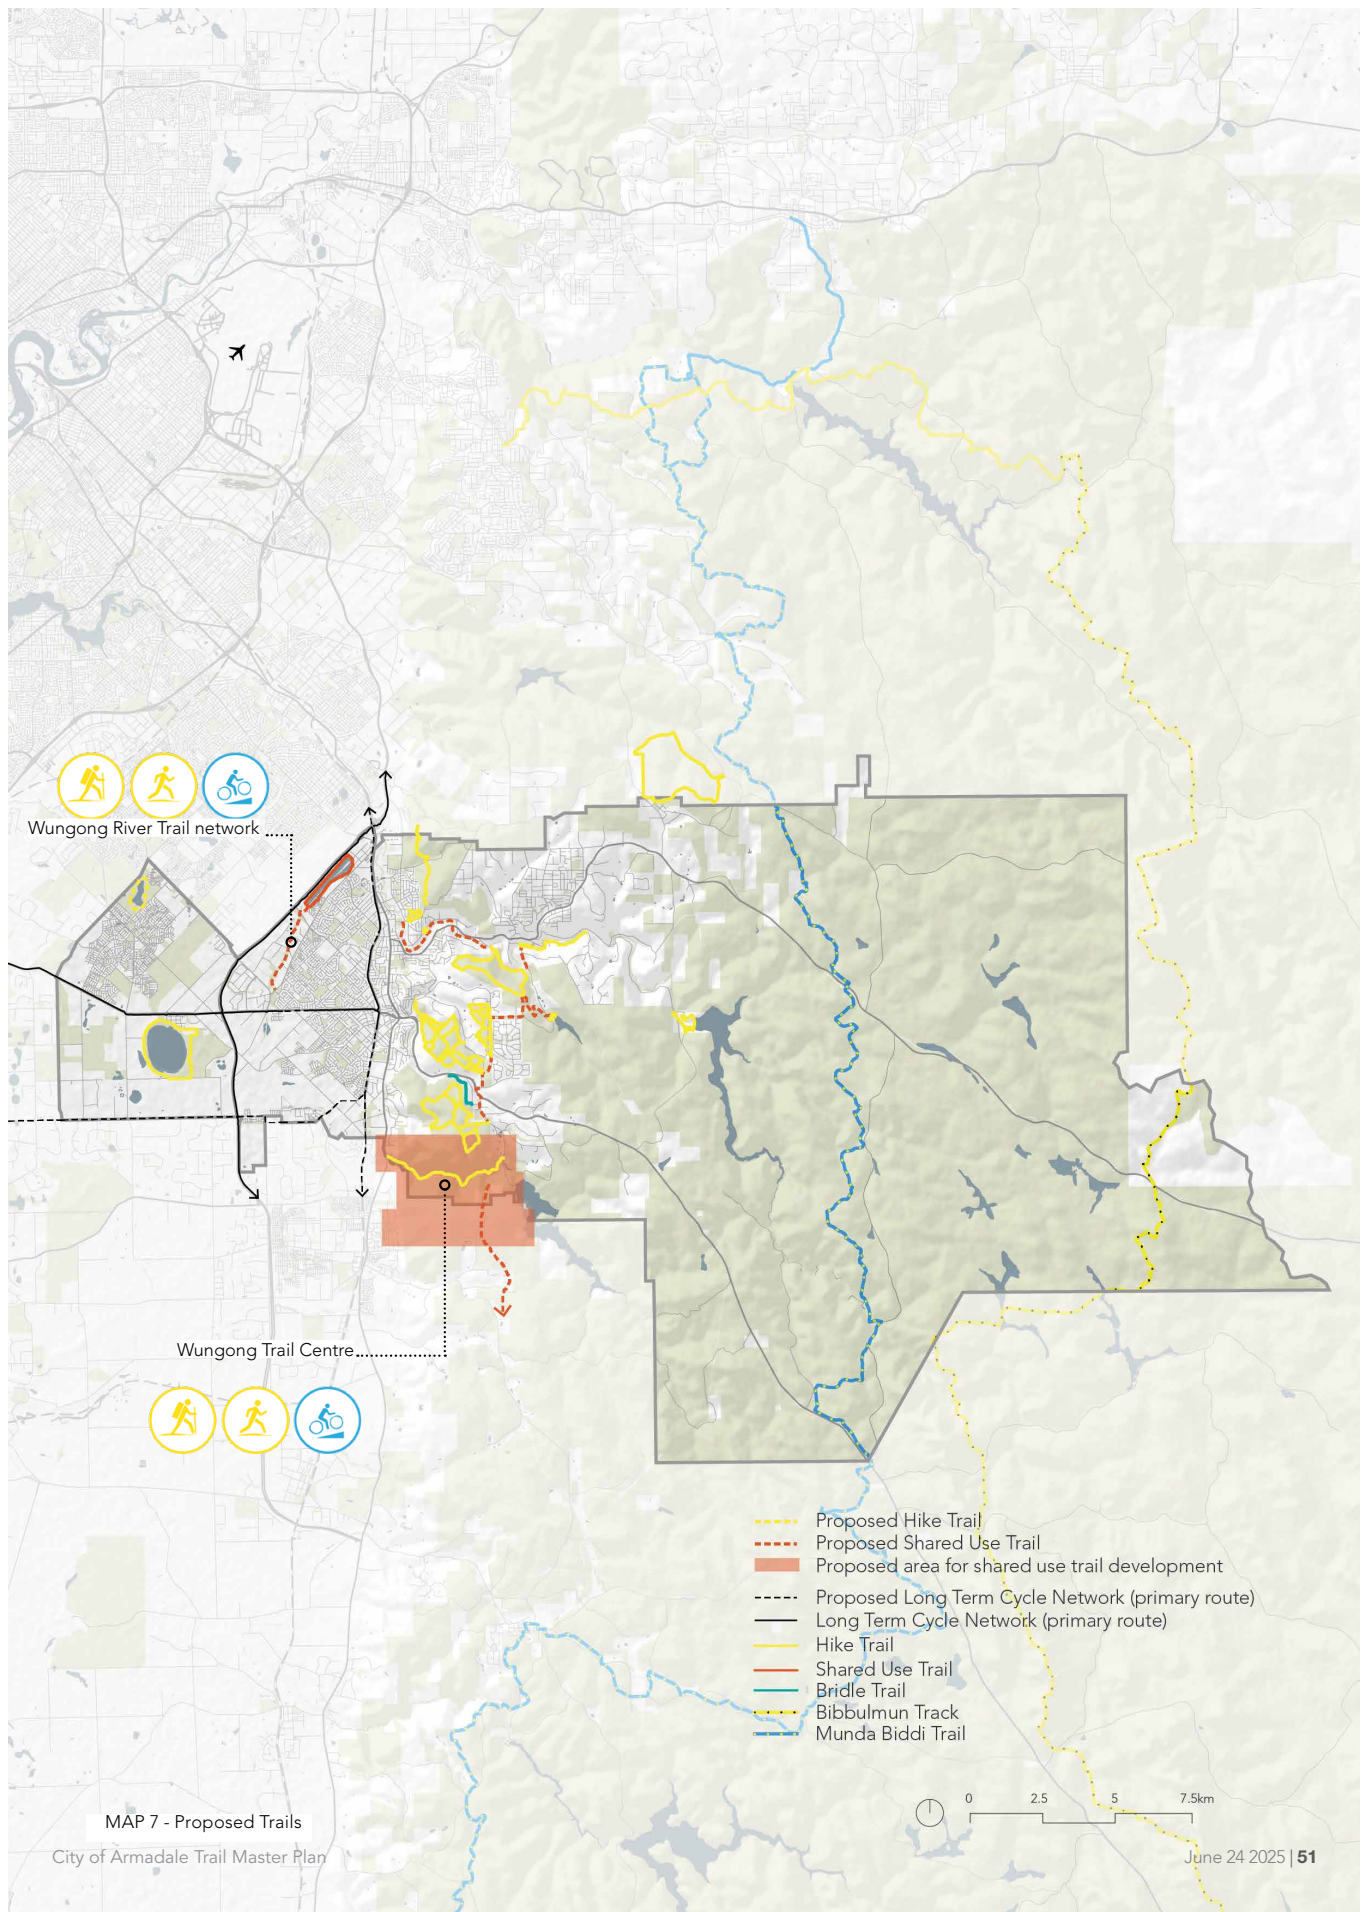 Wungong River Trail network
Wungong Trail Centre
Proposed Hike Trail
Proposed Shared Use Trail
Proposed area for shared use trail development
Proposed Long Term Cycle Network (primary route)
Long Term Cycle Network (primary route)
Hike Trail
Shared Use Trail
Bridle Trail
Bibbulmun Track
Munda Biddi Trail
0 2.5 5 7.5km
MAP 7 - Proposed Trails
City of Armadale Trail Master Plan
June 24 2025 | 51